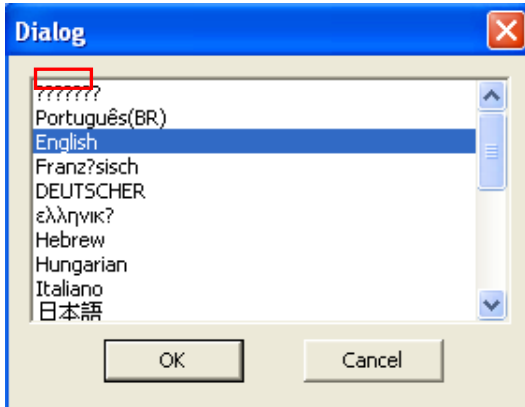 Dialog
???????
Português(BR)
English
Franz?sisch
DEUTSCHER
ελληνικ?
Hebrew
Hungarian
Italiano
日本語
OK
Cancel